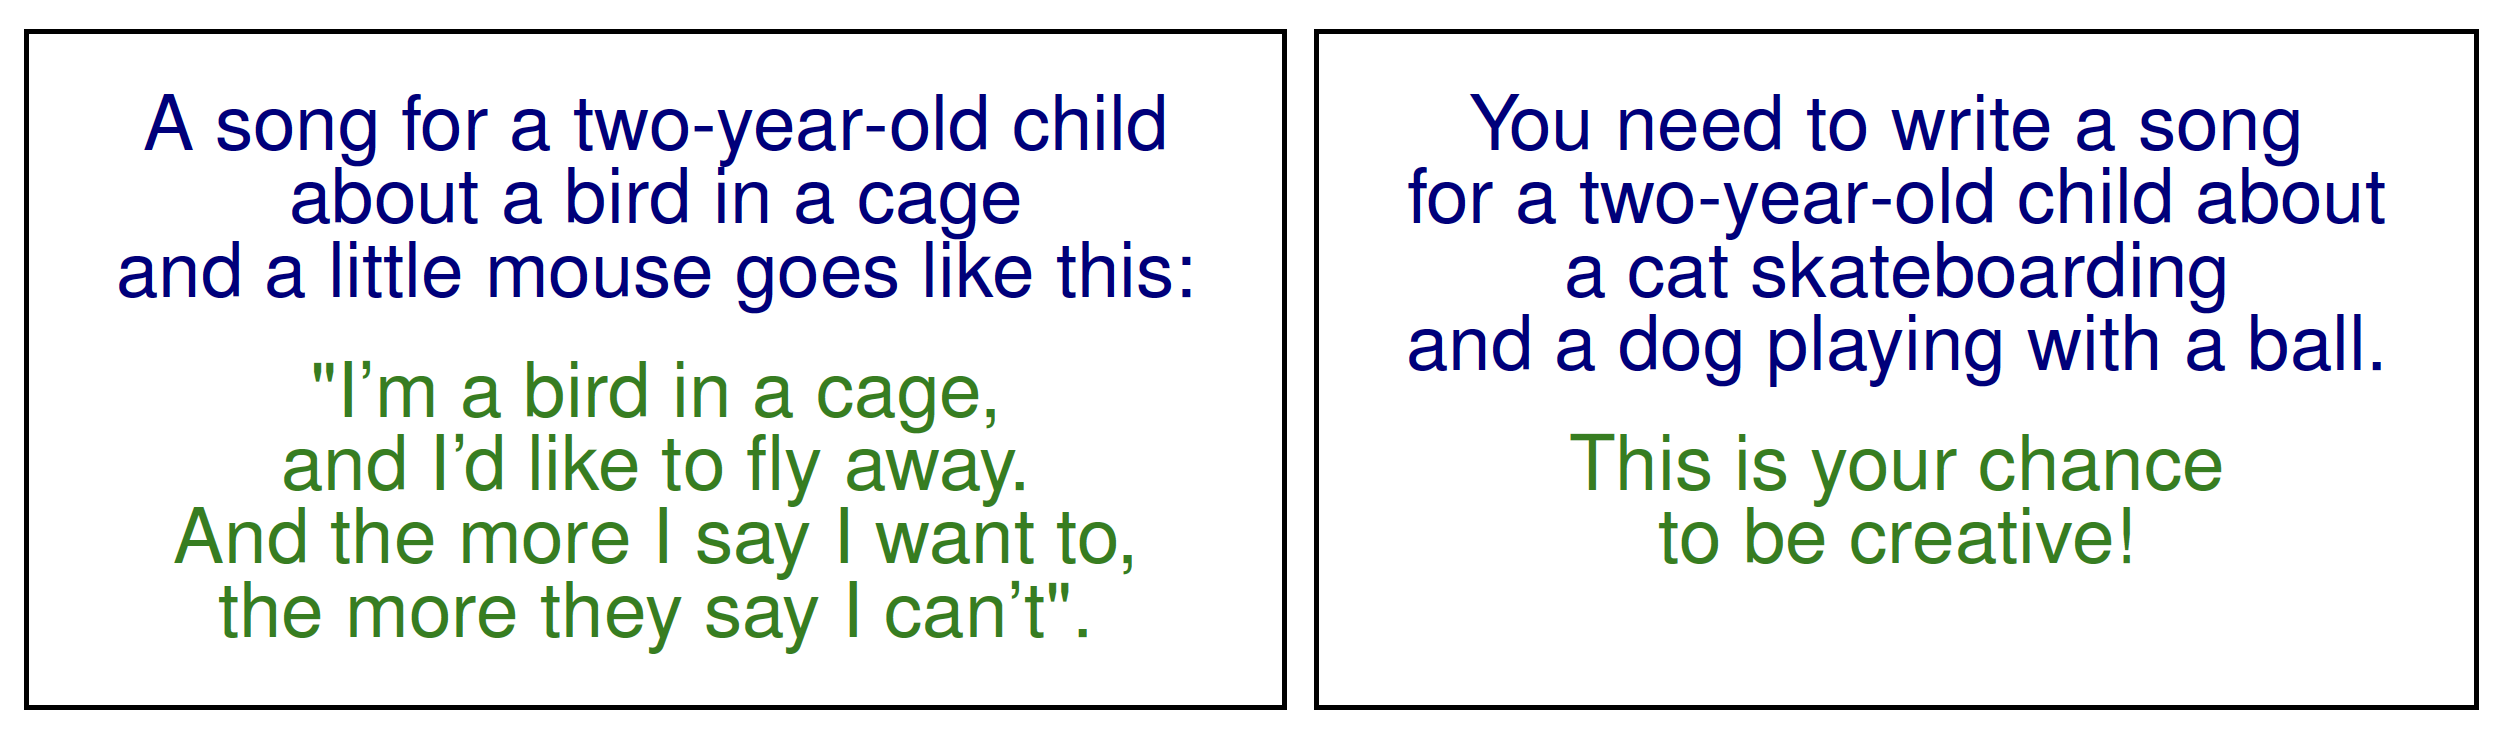 A song for a two-year-old child
about a bird in a cage
and a little mouse goes like this:
"I’m a bird in a cage,
and I’d like to fly away.
And the more I say I want to,
the more they say I can’t".
You need to write a song
for a two-year-old child about
a cat skateboarding
and a dog playing with a ball.
This is your chance
to be creative!